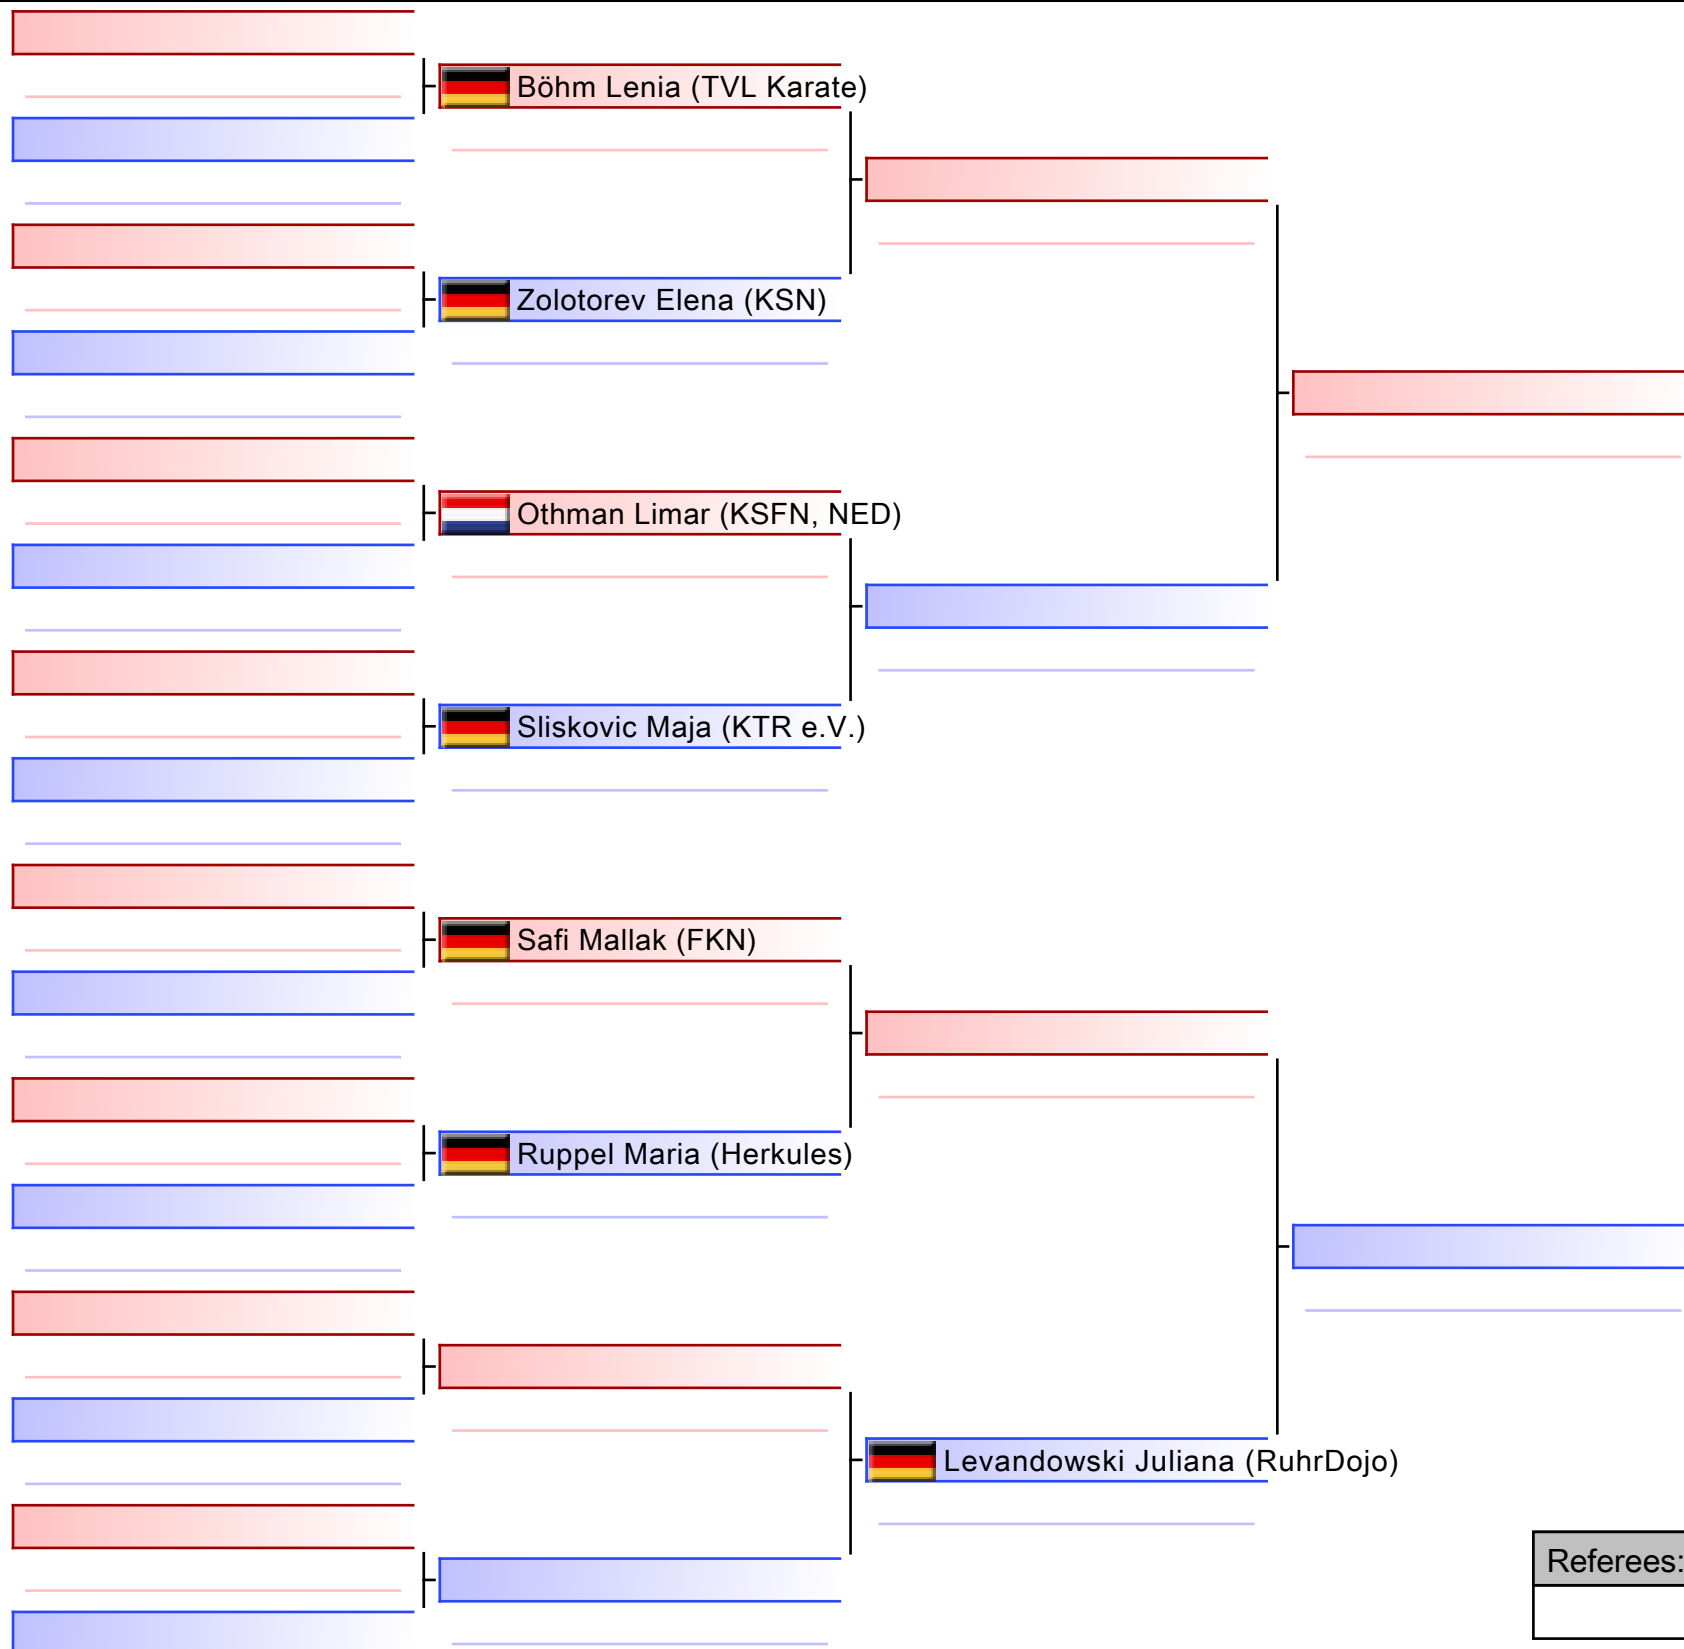 Böhm Lenia (TVL Karate)
Zolotorev Elena (KSN)
Othman Limar (KSFN, NED)
Sliskovic Maja (KTR e.V.)
Safi Mallak (FKN)
Ruppel Maria (Herkules)
Levandowski Juliana (RuhrDojo)
Referees: